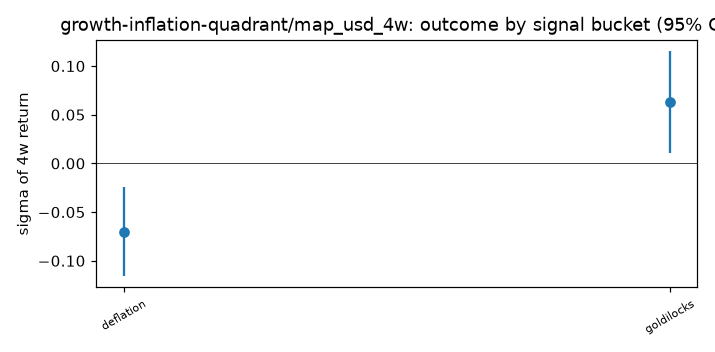 growth-inflation-quadrant/map_usd_4w: outcome by signal bucket (95%
sigma of 4w return
0.10
0.05
0.00
−0.05
−0.10
deflation
goldilocks